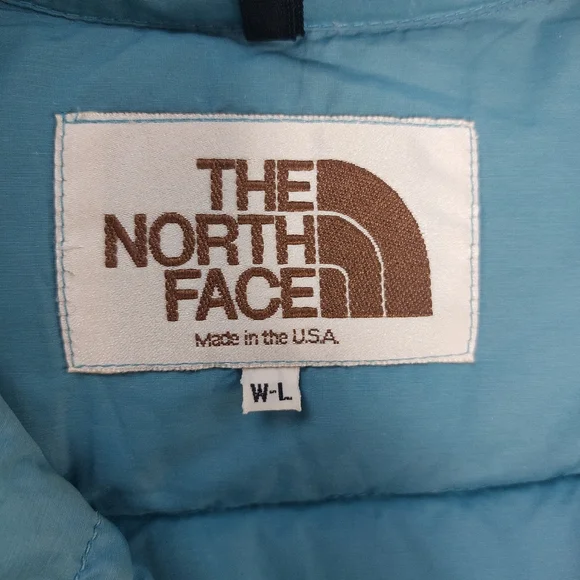 THE
NORTH
FACE
Made in the U.S.A.
W-L